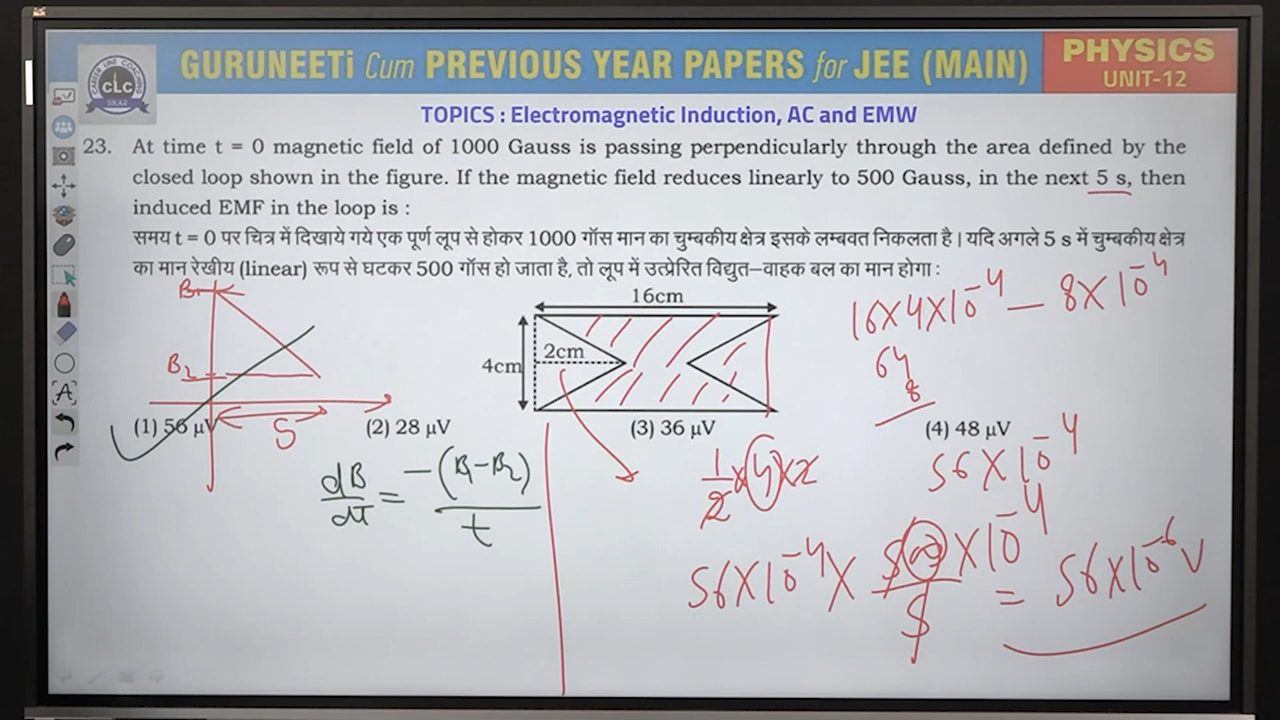 GURUNEETi Cum PREVIOUS YEAR PAPERS for JEE (MAIN)
PHYSICS
UNIT-12
CLC
SIKAR
TOPICS : Electromagnetic Induction, AC and EMW
23. At time t = 0 magnetic field of 1000 Gauss is passing perpendicularly through the area defined by the
closed loop shown in the figure. If the magnetic field reduces linearly to 500 Gauss, in the next 5 s, then
induced EMF in the loop is :
समय t = 0 पर चित्र में दिखाये गये एक पूर्ण लूप से होकर 1000 गॉस मान का चुम्बकीय क्षेत्र इसके लम्बवत निकलता है। यदि अगले 5 s में चुम्बकीय क्षेत्र
का मान रेखीय (linear) रूप से घटकर 500 गॉस हो जाता है, तो लूप में उत्प्रेरित विद्युत–वाहक बल का मान होगा :
B₁
B₂
5
16cm
4cm
2cm
16×4×10⁻⁴ – 8×10⁻⁴
64
8
(1) 56 μV
(2) 28 μV
(3) 36 μV
(4) 48 μV
56×10⁻⁴
dB/dT = –(B₁–B₂)/t
1/2×4×2
56×10⁻⁴× 500×10⁻⁴/5 = 56×10⁻⁶V